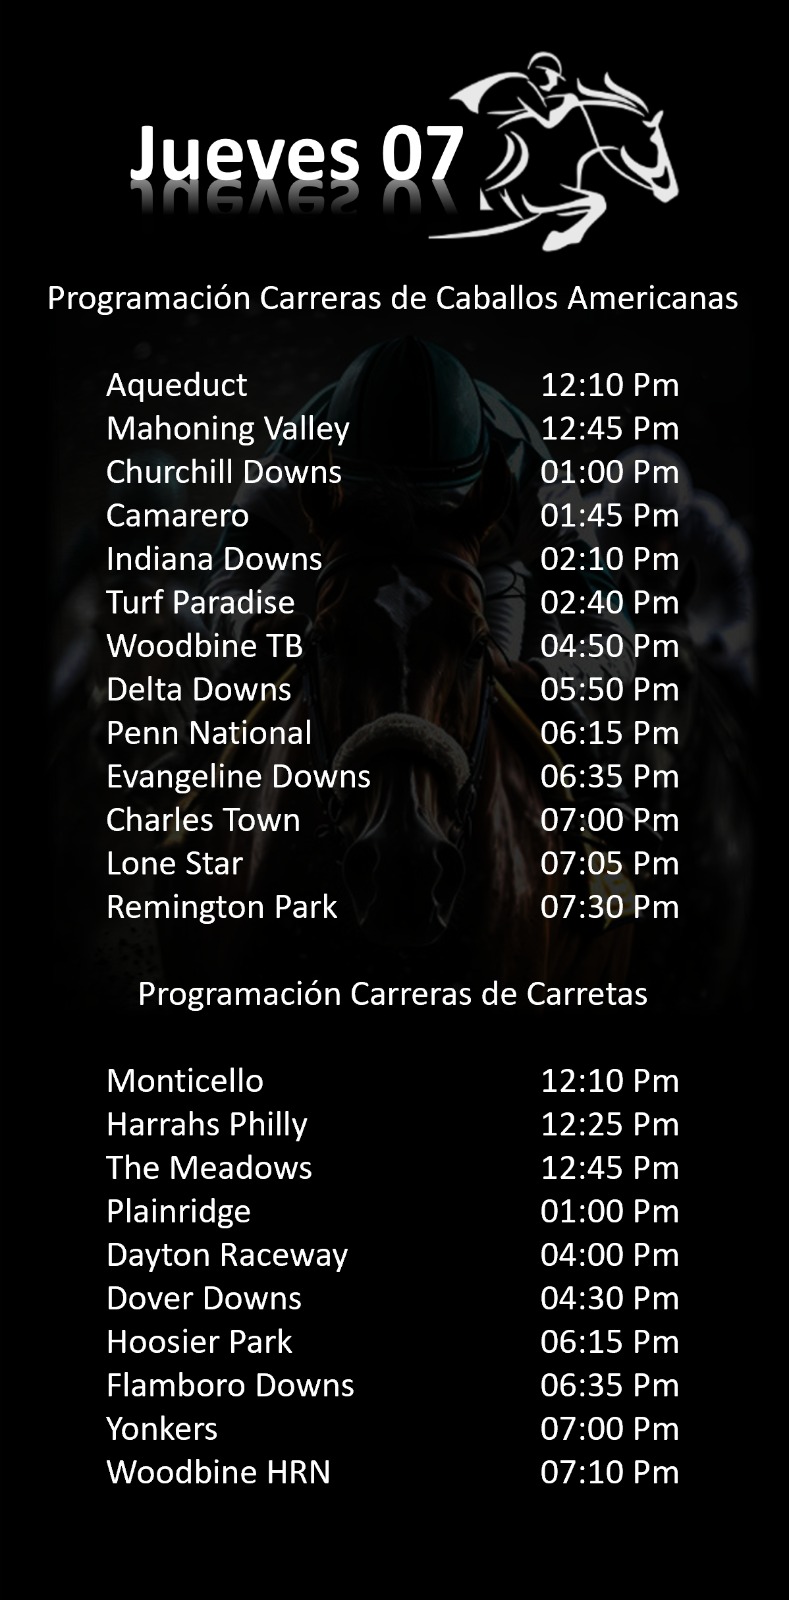 Jueves 07
Programación Carreras de Caballos Americanas
Aqueduct 12:10 Pm
Mahoning Valley 12:45 Pm
Churchill Downs 01:00 Pm
Camarero 01:45 Pm
Indiana Downs 02:10 Pm
Turf Paradise 02:40 Pm
Woodbine TB 04:50 Pm
Delta Downs 05:50 Pm
Penn National 06:15 Pm
Evangeline Downs 06:35 Pm
Charles Town 07:00 Pm
Lone Star 07:05 Pm
Remington Park 07:30 Pm
Programación Carreras de Carretas
Monticello 12:10 Pm
Harrahs Philly 12:25 Pm
The Meadows 12:45 Pm
Plainridge 01:00 Pm
Dayton Raceway 04:00 Pm
Dover Downs 04:30 Pm
Hoosier Park 06:15 Pm
Flamboro Downs 06:35 Pm
Yonkers 07:00 Pm
Woodbine HRN 07:10 Pm